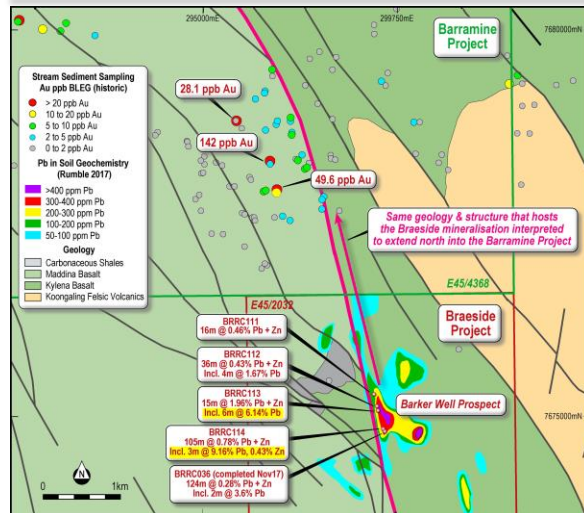 296000mE
299750mE
7680000mN
Barramine
Project
Stream Sediment Sampling
Au ppb BLEG (historic)
> 20 ppb Au
10 to 20 ppb Au
5 to 10 ppb Au
2 to 5 ppb Au
0 to 2 ppb Au
Pb in Soil Geochemistry
(Rumble 2017)
>400 ppm Pb
300-400 ppm Pb
200-300 ppm Pb
100-200 ppm Pb
50-100 ppm Pb
Geology
Carbonaceous Shales
Maddina Basalt
Kylena Basalt
Koongaling Felsic Volcanics
28.1 ppb Au
142 ppb Au
49.6 ppb Au
Same geology & structure that hosts
the Braeside mineralisation interpreted
to extend north into the Barramine Project
E45/2032
E45/4368
Braeside
Project
BRRC111
16m @ 0.46% Pb + Zn
BRRC112
36m @ 0.43% Pb + Zn
Incl. 4m @ 1.67% Pb
BRRC113
15m @ 1.96% Pb + Zn
Incl. 6m @ 6.14% Pb
BRRC114
105m @ 0.78% Pb + Zn
Incl. 3m @ 9.16% Pb, 0.43% Zn
BRRC036 (completed Nov17)
124m @ 0.28% Pb + Zn
Incl. 2m @ 3.6% Pb
Barker Well Prospect
7675000mN
N
0
1km